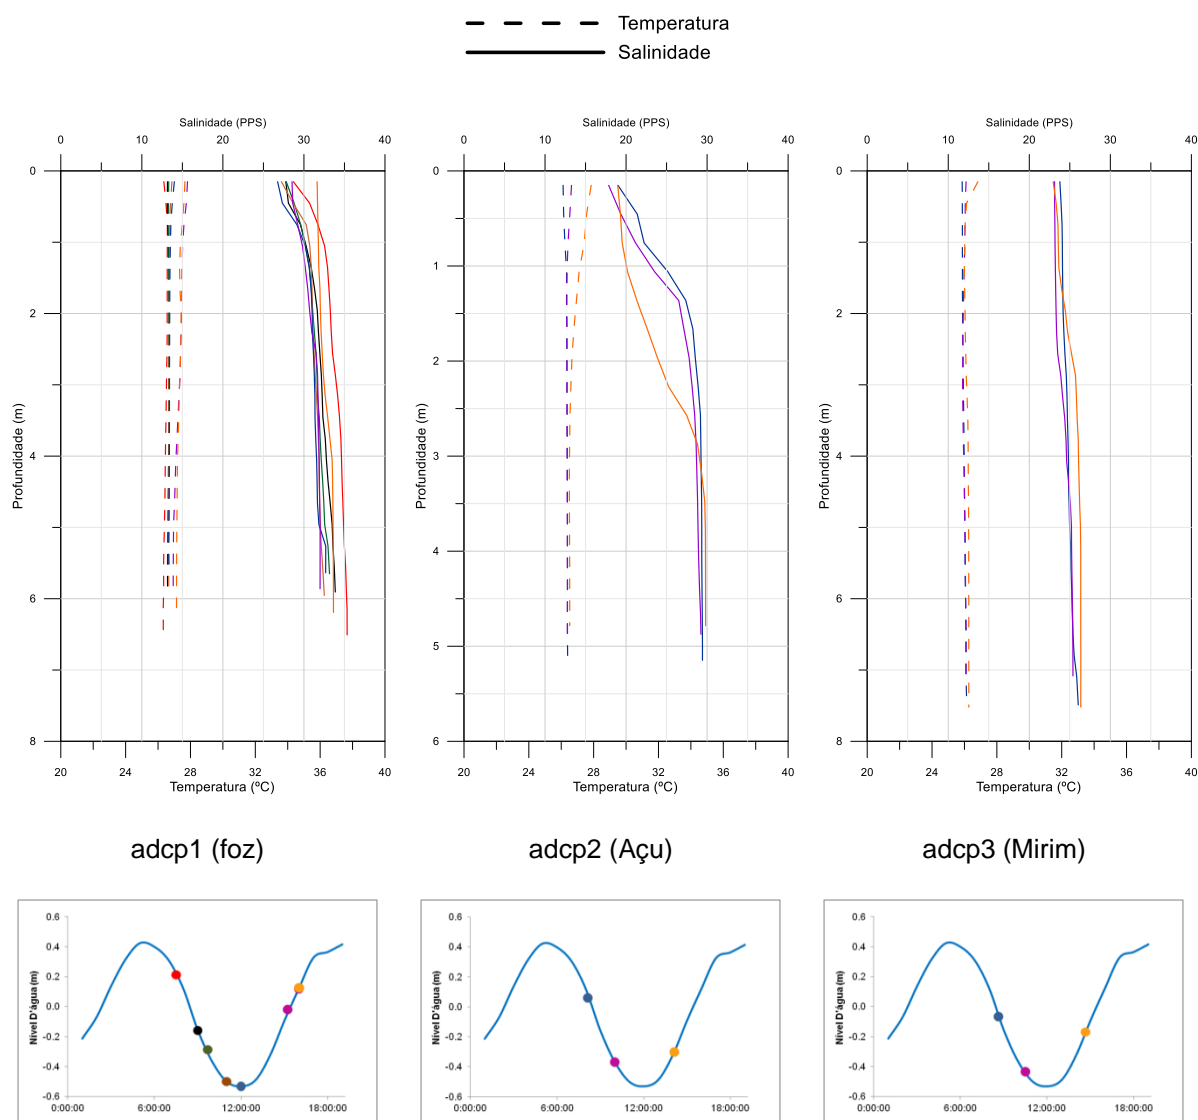 Temperatura
Salinidade
Salinidade (PPS)
0 10 20 30 40
Profundidade (m)
0
2
4
6
8
20 24 28 32 36 40
Temperatura (ºC)
Salinidade (PPS)
0 10 20 30 40
Profundidade (m)
0
1
2
3
4
5
6
20 24 28 32 36 40
Temperatura (ºC)
Salinidade (PPS)
0 10 20 30 40
Profundidade (m)
0
2
4
6
8
20 24 28 32 36 40
Temperatura (ºC)
adcp1 (foz)
adcp2 (Açu)
adcp3 (Mirim)
Nível D'água (m)
0.6
0.4
0.2
0.0
-0.2
-0.4
-0.6
0:00:00 6:00:00 12:00:00 18:00:00
Nível D'água (m)
0.6
0.4
0.2
0.0
-0.2
-0.4
-0.6
0:00:00 6:00:00 12:00:00 18:00:00
Nível D'água (m)
0.6
0.4
0.2
0.0
-0.2
-0.4
-0.6
0:00:00 6:00:00 12:00:00 18:00:00